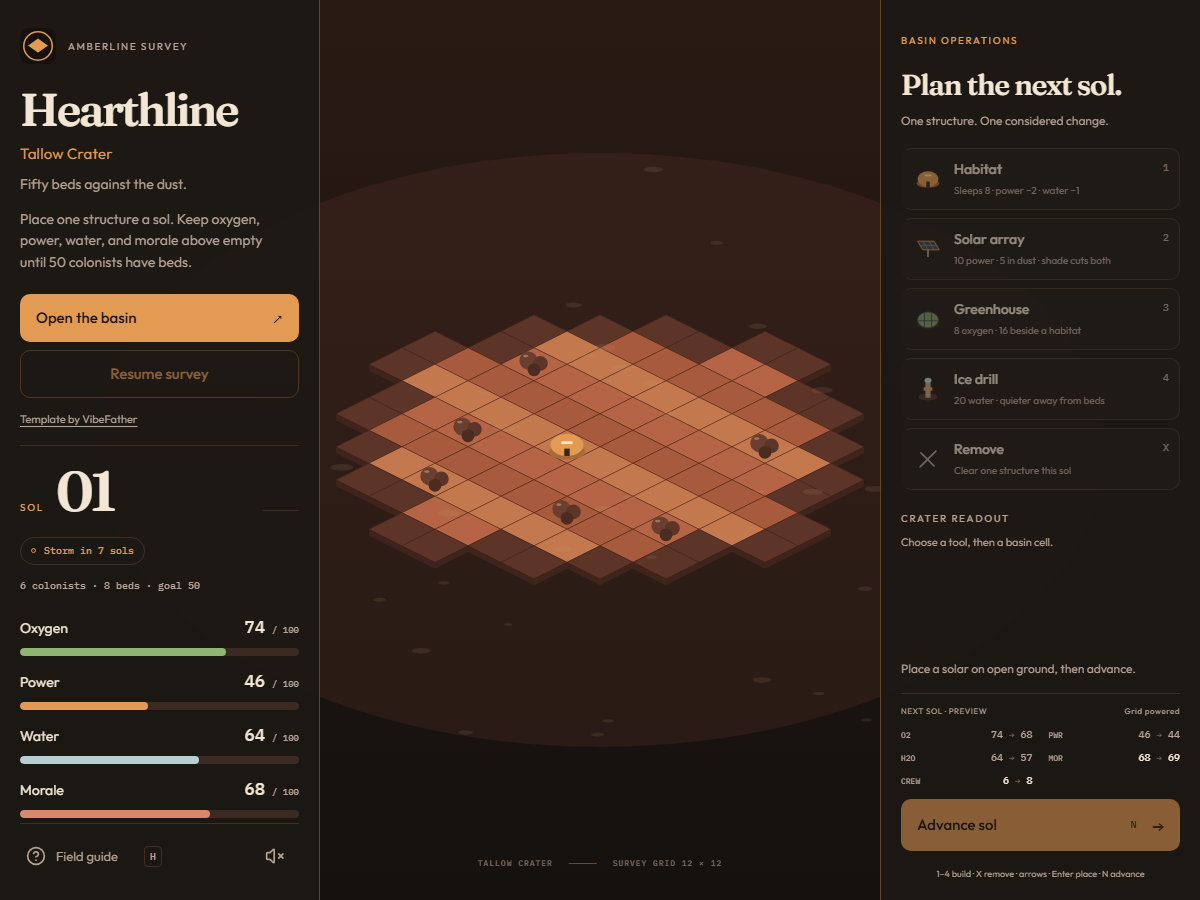 AMBERLINE SURVEY
Hearthline
Tallow Crater
Fifty beds against the dust.
Place one structure a sol. Keep oxygen,
power, water, and morale above empty
until 50 colonists have beds.
Open the basin ↗
Resume survey
Template by VibeFather
SOL 01
Storm in 7 sols
6 colonists · 8 beds · goal 50
Oxygen 74 / 100
Power 46 / 100
Water 64 / 100
Morale 68 / 100
? Field guide H
TALLOW CRATER SURVEY GRID 12 × 12
BASIN OPERATIONS
Plan the next sol.
One structure. One considered change.
Habitat 1
Sleeps 8 · power −2 · water −1
Solar array 2
10 power · 5 in dust · shade cuts both
Greenhouse 3
8 oxygen · 16 beside a habitat
Ice drill 4
20 water · quieter away from beds
Remove X
Clear one structure this sol
CRATER READOUT
Choose a tool, then a basin cell.
Place a solar on open ground, then advance.
NEXT SOL · PREVIEW Grid powered
O2 74 → 68 PWR 46 → 44
H2O 64 → 57 MOR 68 → 69
CREW 6 → 8
Advance sol N →
1–4 build · X remove · arrows · Enter place · N advance